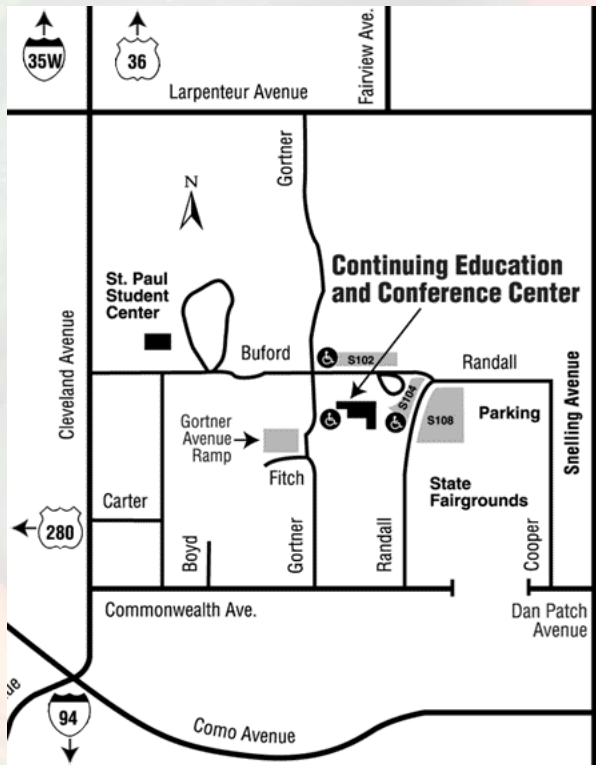 35W
36
Fairview Ave.
Larpenteur Avenue
Gortner
N
Continuing Education
and Conference Center
St. Paul
Student
Center
Cleveland Avenue
Buford
S102
Randall
Snelling Avenue
S104
S108
Parking
Gortner
Avenue
Ramp
Fitch
State
Fairgrounds
Carter
280
Boyd
Gortner
Randall
Cooper
Commonwealth Ave.
Dan Patch
Avenue
ue
94
Como Avenue